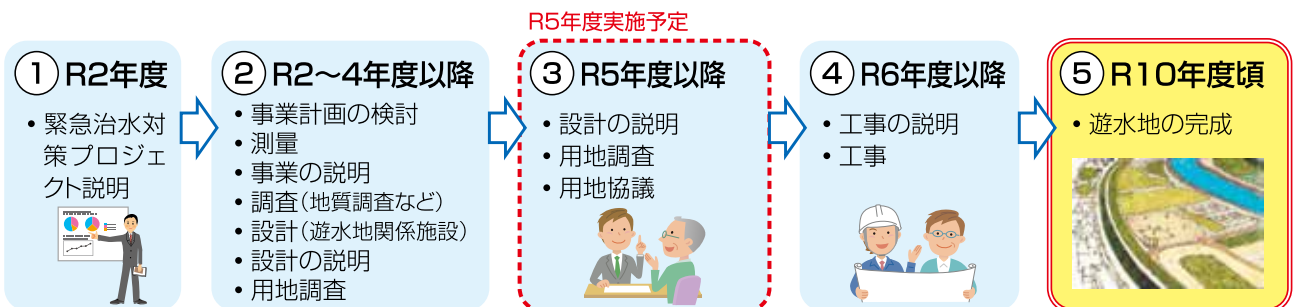 R5年度実施予定
① R2年度
• 緊急治水対
策プロジェ
クト説明
② R2〜4年度以降
• 事業計画の検討
• 測量
• 事業の説明
• 調査（地質調査など）
• 設計（遊水地関係施設）
• 設計の説明
• 用地調査
③ R5年度以降
• 設計の説明
• 用地調査
• 用地協議
④ R6年度以降
• 工事の説明
• 工事
⑤ R10年度頃
• 遊水地の完成